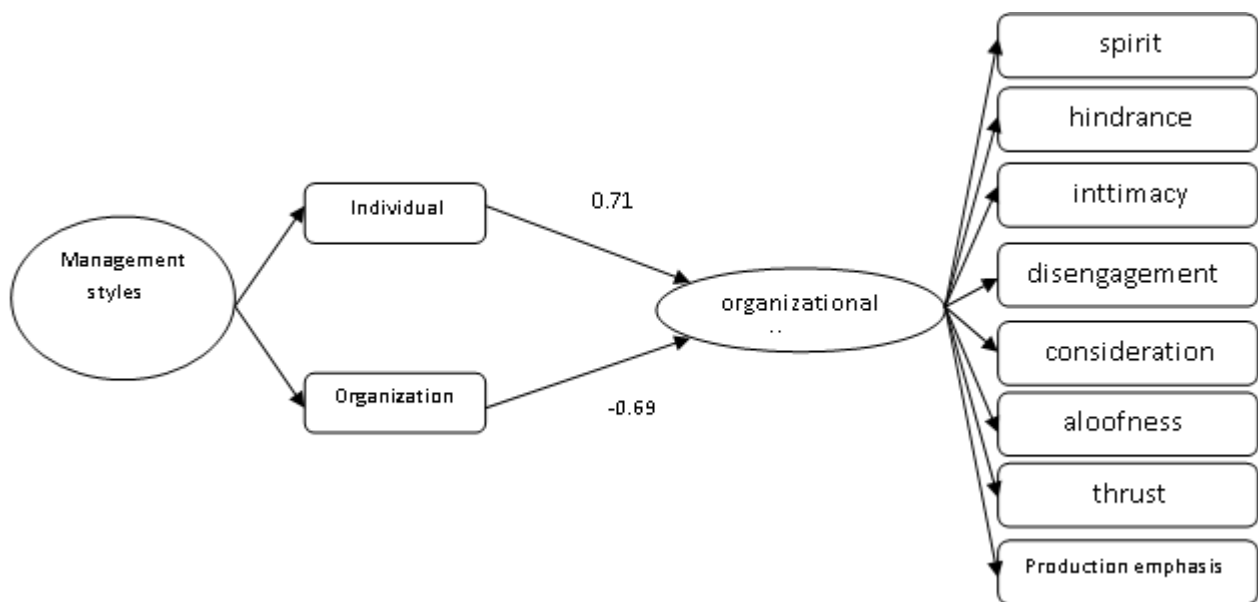 spirit
hindrance
inttimacy
disengagement
consideration
aloofness
thrust
Production emphasis
Individual
0.71
Management
styles
organizational
Organization
-0.69